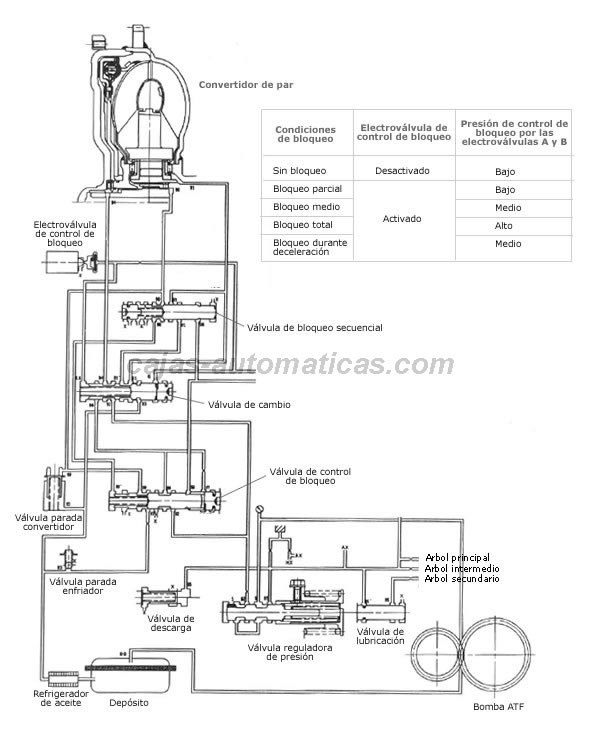 Convertidor de par
Condiciones
de bloqueo
Electroválvula de
control de bloqueo
Presión de control de
bloqueo por las
electroválvulas A y B
Sin bloqueo
Desactivado
Bajo
Bloqueo parcial
Bajo
Bloqueo medio
Activado
Medio
Bloqueo total
Alto
Bloqueo durante
deceleración
Medio
Electroválvula
de control de
bloqueo
Válvula de bloqueo secuencial
cajas-automaticas.com
Válvula de cambio
Válvula de control
de bloqueo
Válvula parada
convertidor
Válvula parada
enfriador
Válvula de
descarga
Válvula reguladora
de presión
Válvula de
lubricación
Arbol principal
Arbol intermedio
Arbol secundario
Refrigerador
de aceite
Depósito
Bomba ATF